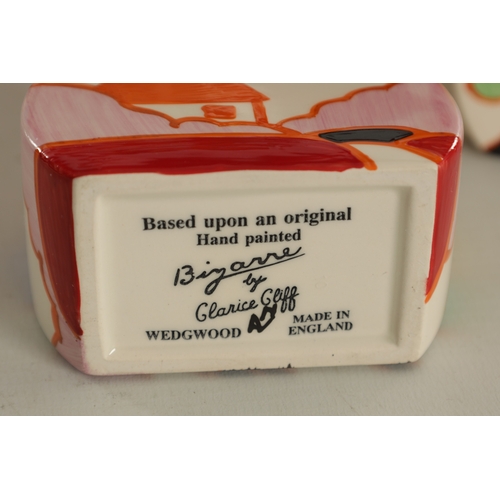 Based upon an original
Hand painted
Bizarre
by
Clarice Cliff
WEDGWOOD
MADE IN
ENGLAND